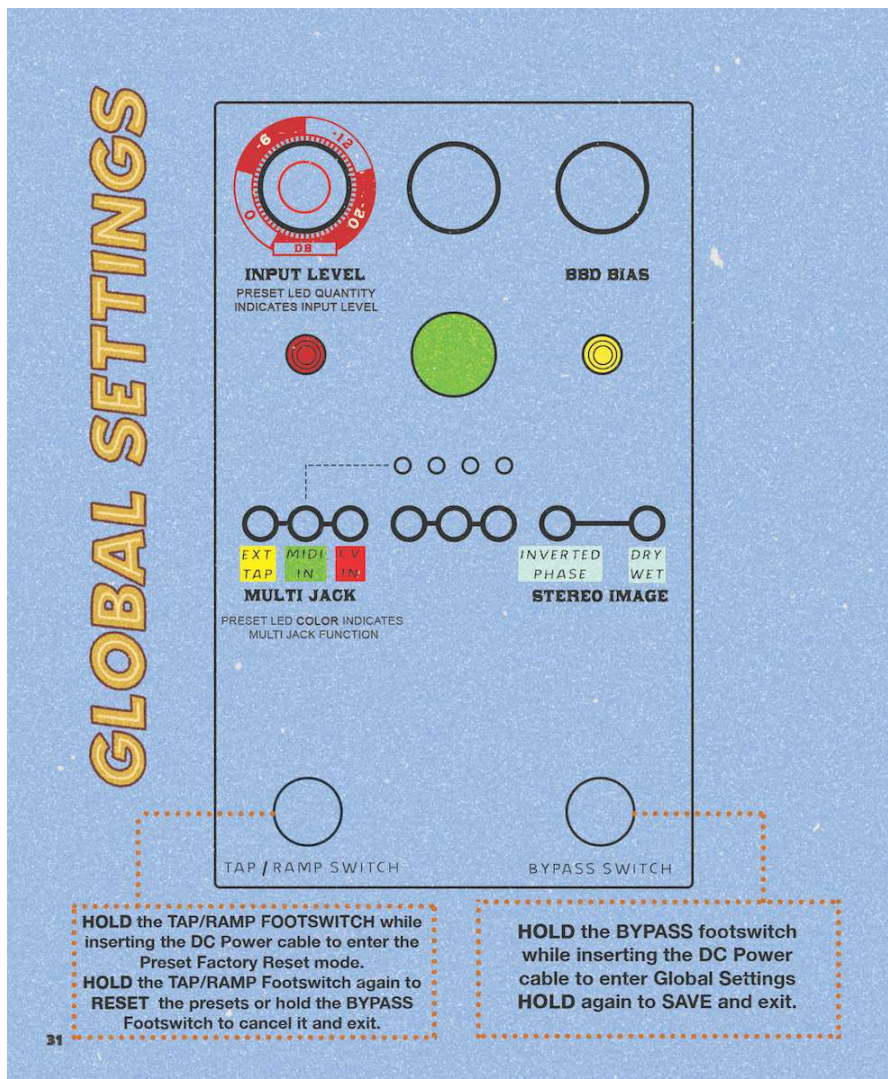 GLOBAL SETTINGS
0
-6
-12
-20
DB
INPUT LEVEL
PRESET LED QUANTITY
INDICATES INPUT LEVEL
BBD BIAS
EXT
TAP
MIDI
IN
CV
IN
MULTI JACK
PRESET LED COLOR INDICATES
MULTI JACK FUNCTION
INVERTED
PHASE
DRY
WET
STEREO IMAGE
TAP / RAMP SWITCH
BYPASS SWITCH
HOLD the TAP/RAMP FOOTSWITCH while
inserting the DC Power cable to enter the
Preset Factory Reset mode.
HOLD the TAP/RAMP Footswitch again to
RESET the presets or hold the BYPASS
Footswitch to cancel it and exit.
HOLD the BYPASS footswitch
while inserting the DC Power
cable to enter Global Settings
HOLD again to SAVE and exit.
31